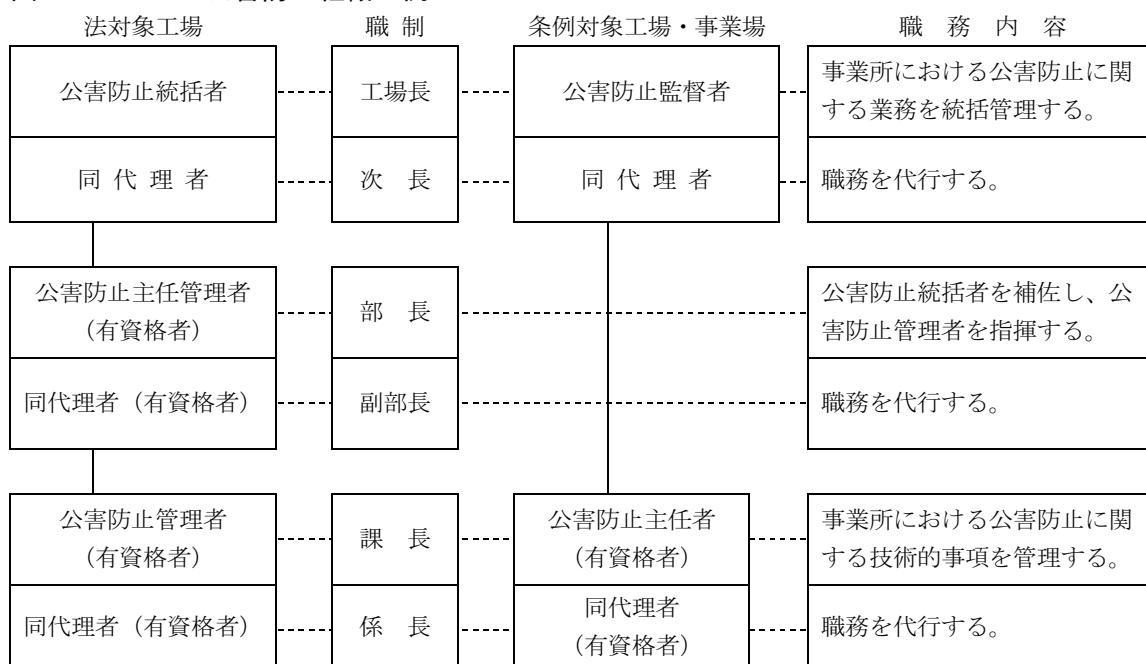 法対象工場 職 制 条例対象工場・事業場 職 務 内 容
公害防止統括者 工場長 公害防止監督者 事業所における公害防止に関
する業務を統括管理する。
同 代 理 者 次 長 同 代 理 者 職務を代行する。
公害防止主任管理者
(有資格者) 部 長 公害防止統括者を補佐し、公
害防止管理者を指揮する。
同代理者(有資格者) 副部長 職務を代行する。
公害防止管理者
(有資格者) 課 長 公害防止主任者
(有資格者) 事業所における公害防止に関
する技術的事項を管理する。
同代理者(有資格者) 係 長 同代理者
(有資格者) 職務を代行する。